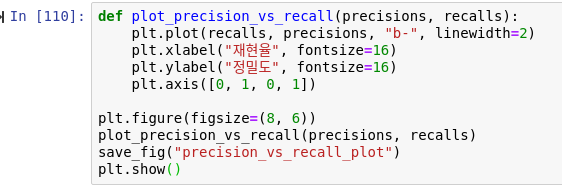 In [110]: def plot_precision_vs_recall(precisions, recalls):
    plt.plot(recalls, precisions, "b-", linewidth=2)
    plt.xlabel("재현율", fontsize=16)
    plt.ylabel("정밀도", fontsize=16)
    plt.axis([0, 1, 0, 1])

plt.figure(figsize=(8, 6))
plot_precision_vs_recall(precisions, recalls)
save_fig("precision_vs_recall_plot")
plt.show()